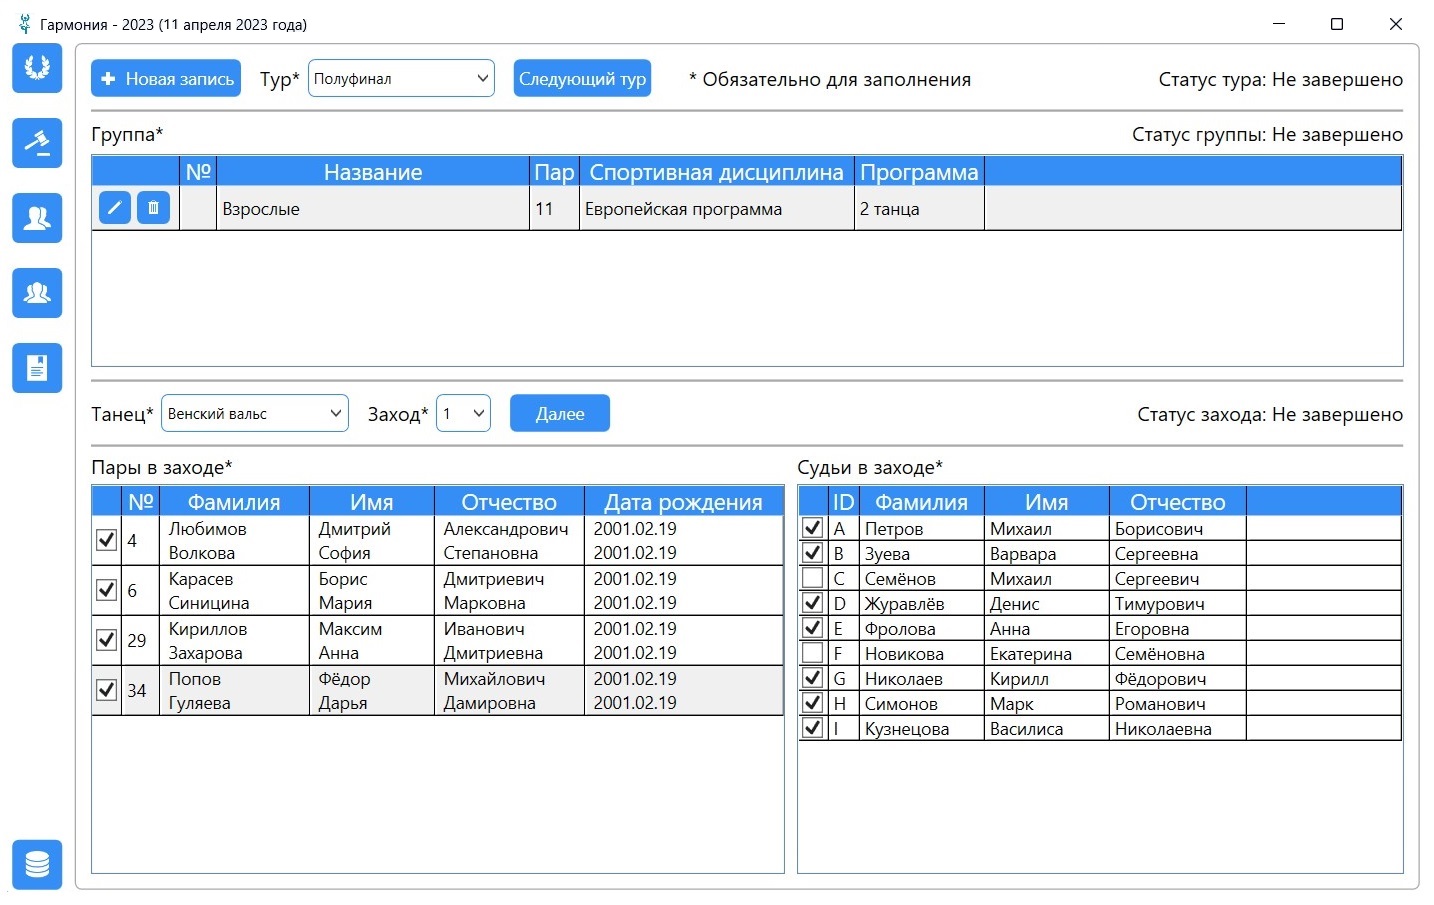 Гармония - 2023 (11 апреля 2023 года)
Новая запись Тур* Полуфинал Следующий тур * Обязательно для заполнения Статус тура: Не завершено
Группа* Статус группы: Не завершено
№ Название Пар Спортивная дисциплина Программа
Взрослые 11 Европейская программа 2 танца
Танец* Венский вальс Заход* 1 Далее Статус захода: Не завершено
Пары в заходе*
№ Фамилия Имя Отчество Дата рождения
4 Любимов Дмитрий Александрович 2001.02.19
Волкова София Степановна 2001.02.19
6 Карасев Борис Дмитриевич 2001.02.19
Синицина Мария Марковна 2001.02.19
29 Кириллов Максим Иванович 2001.02.19
Захарова Анна Дмитриевна 2001.02.19
34 Попов Фёдор Михайлович 2001.02.19
Гуляева Дарья Дамировна 2001.02.19
Судьи в заходе*
ID Фамилия Имя Отчество
A Петров Михаил Борисович
B Зуева Варвара Сергеевна
C Семёнов Михаил Сергеевич
D Журавлёв Денис Тимурович
E Фролова Анна Егоровна
F Новикова Екатерина Семёновна
G Николаев Кирилл Фёдорович
H Симонов Марк Романович
I Кузнецова Василиса Николаевна